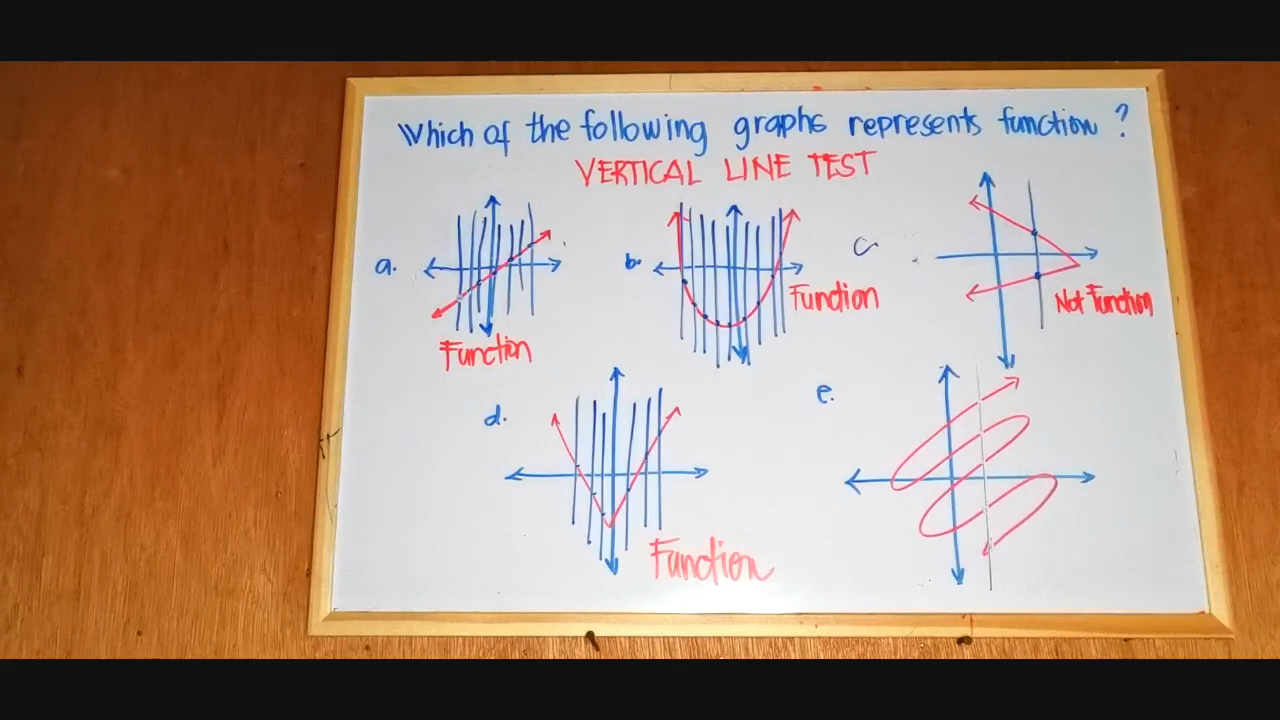 Which of the following graphs represents function ?
VERTICAL LINE TEST
a.
Function
b.
Function
c
Not Function
d.
Function
e.